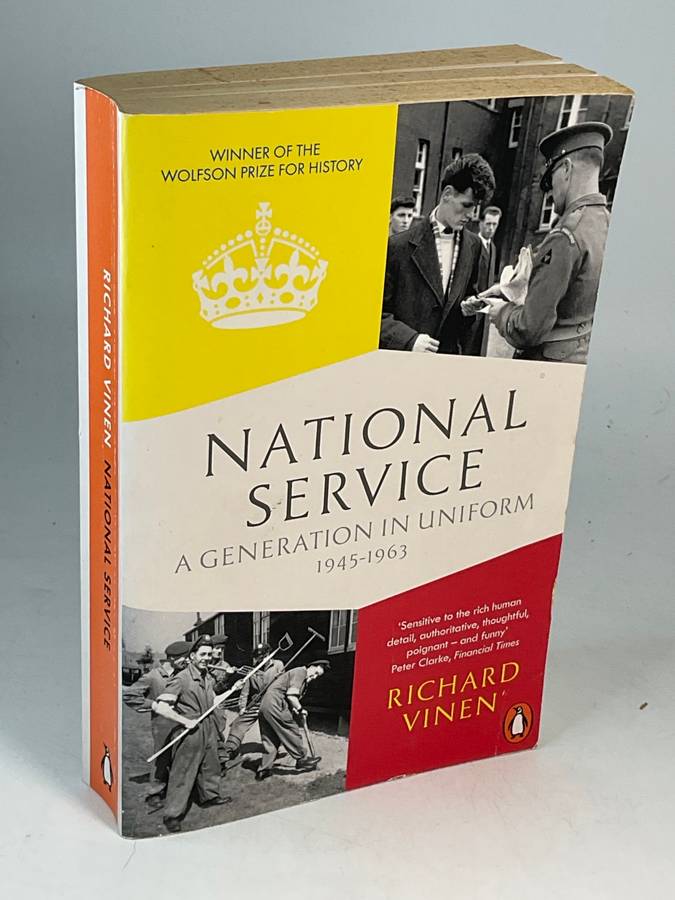 WINNER OF THE
WOLFSON PRIZE FOR HISTORY
NATIONAL
SERVICE
A GENERATION IN UNIFORM
1945-1963
'Sensitive to the rich human
detail, authoritative, thoughtful,
poignant – and funny'
Peter Clarke, Financial Times
RICHARD
VINEN
RICHARD VINEN NATIONAL SERVICE